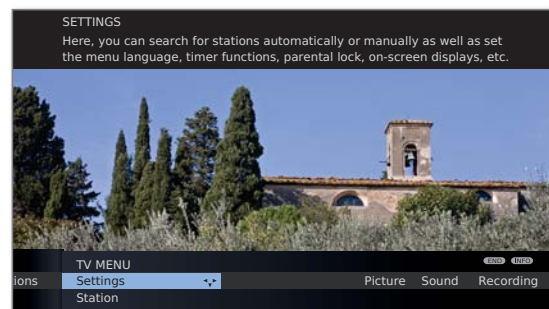 SETTINGS
Here, you can search for stations automatically or manually as well as set
the menu language, timer functions, parental lock, on-screen displays, etc.
TV MENU
END INFO
ions Settings Picture Sound Recording
Station